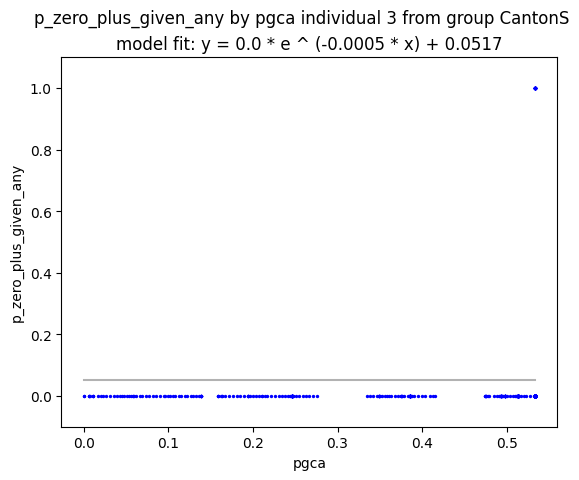 p_zero_plus_given_any by pgca individual 3 from group CantonS
model fit: y = 0.0 * e ^ (-0.0005 * x) + 0.0517
1.0
0.8
0.6
0.4
0.2
0.0
p_zero_plus_given_any
0.0 0.1 0.2 0.3 0.4 0.5
pgca